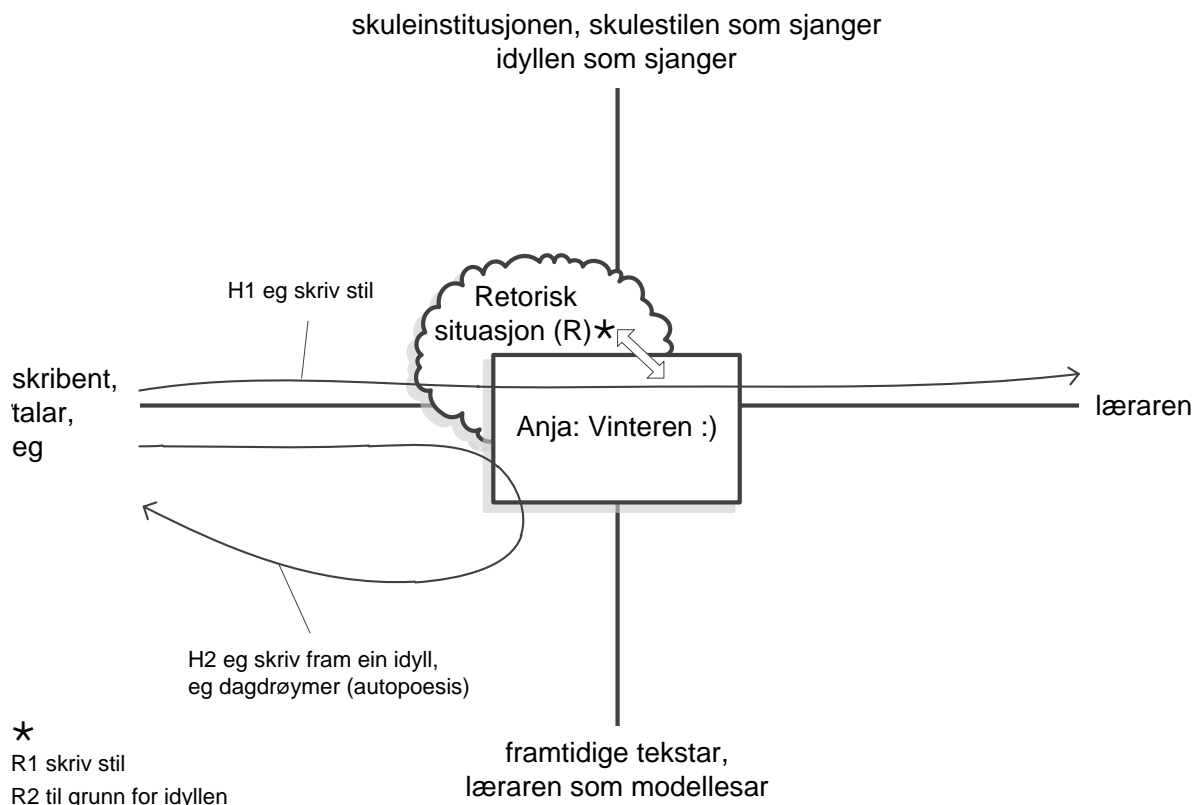 skuleinstitusjonen, skulestilen som sjanger
idyllen som sjanger
H1 eg skriv stil
Retorisk
situasjon (R)★
skribent,
talar,
eg
læraren
Anja: Vinteren :)
H2 eg skriv fram ein idyll,
eg dagdrøymer (autopoesis)
★
R1 skriv stil
R2 til grunn for idyllen
framtidige tekstar,
læraren som modellesar